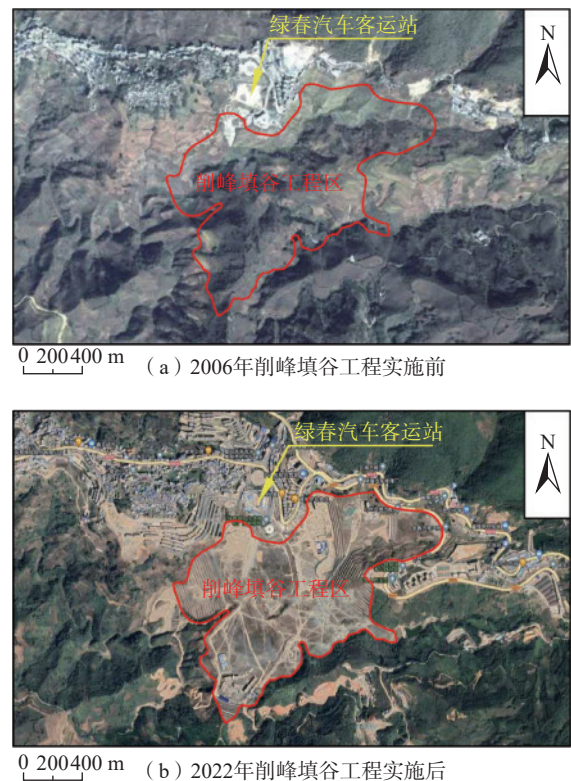 绿春汽车客运站
N
削峰填谷工程区
0 200400 m
（a）2006年削峰填谷工程实施前
绿春汽车客运站
N
削峰填谷工程区
0 200400 m
（b）2022年削峰填谷工程实施后